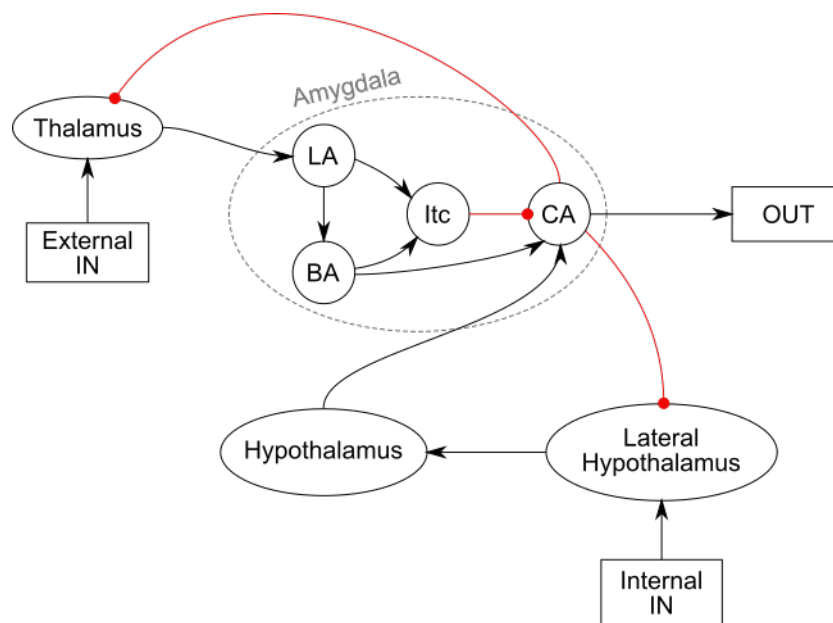 Amygdala
Thalamus
LA
Itc
CA
OUT
External
IN
BA
Hypothalamus
Lateral
Hypothalamus
Internal
IN